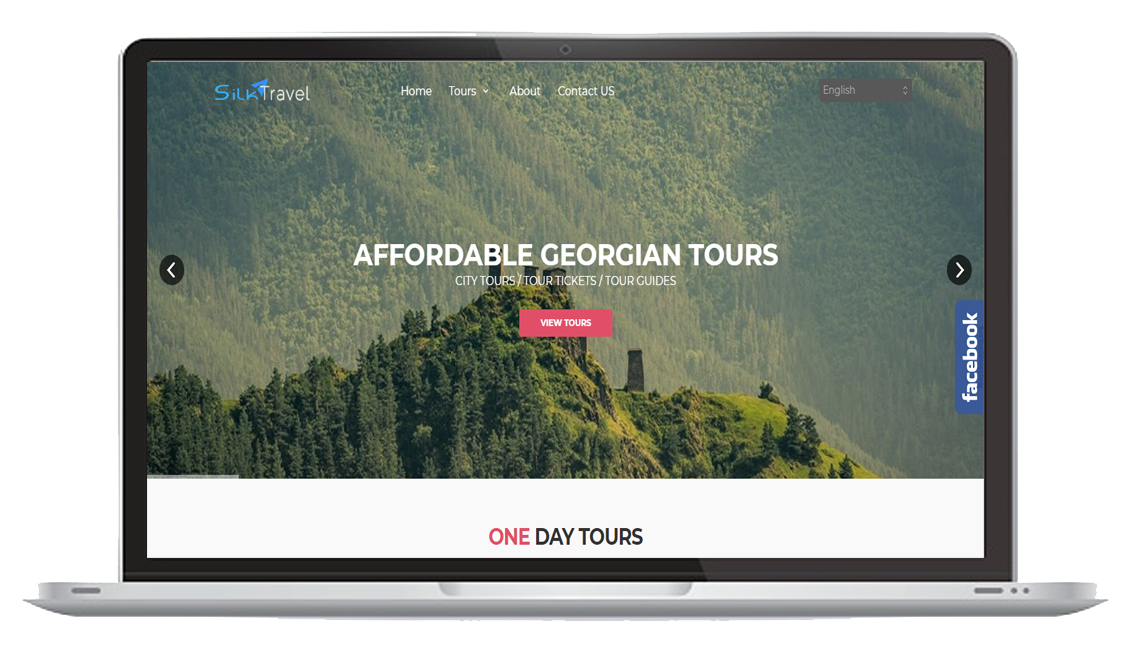 SilkTravel
Home Tours About Contact US
English
AFFORDABLE GEORGIAN TOURS
CITY TOURS / TOUR TICKETS / TOUR GUIDES
VIEW TOURS
facebook
ONE DAY TOURS